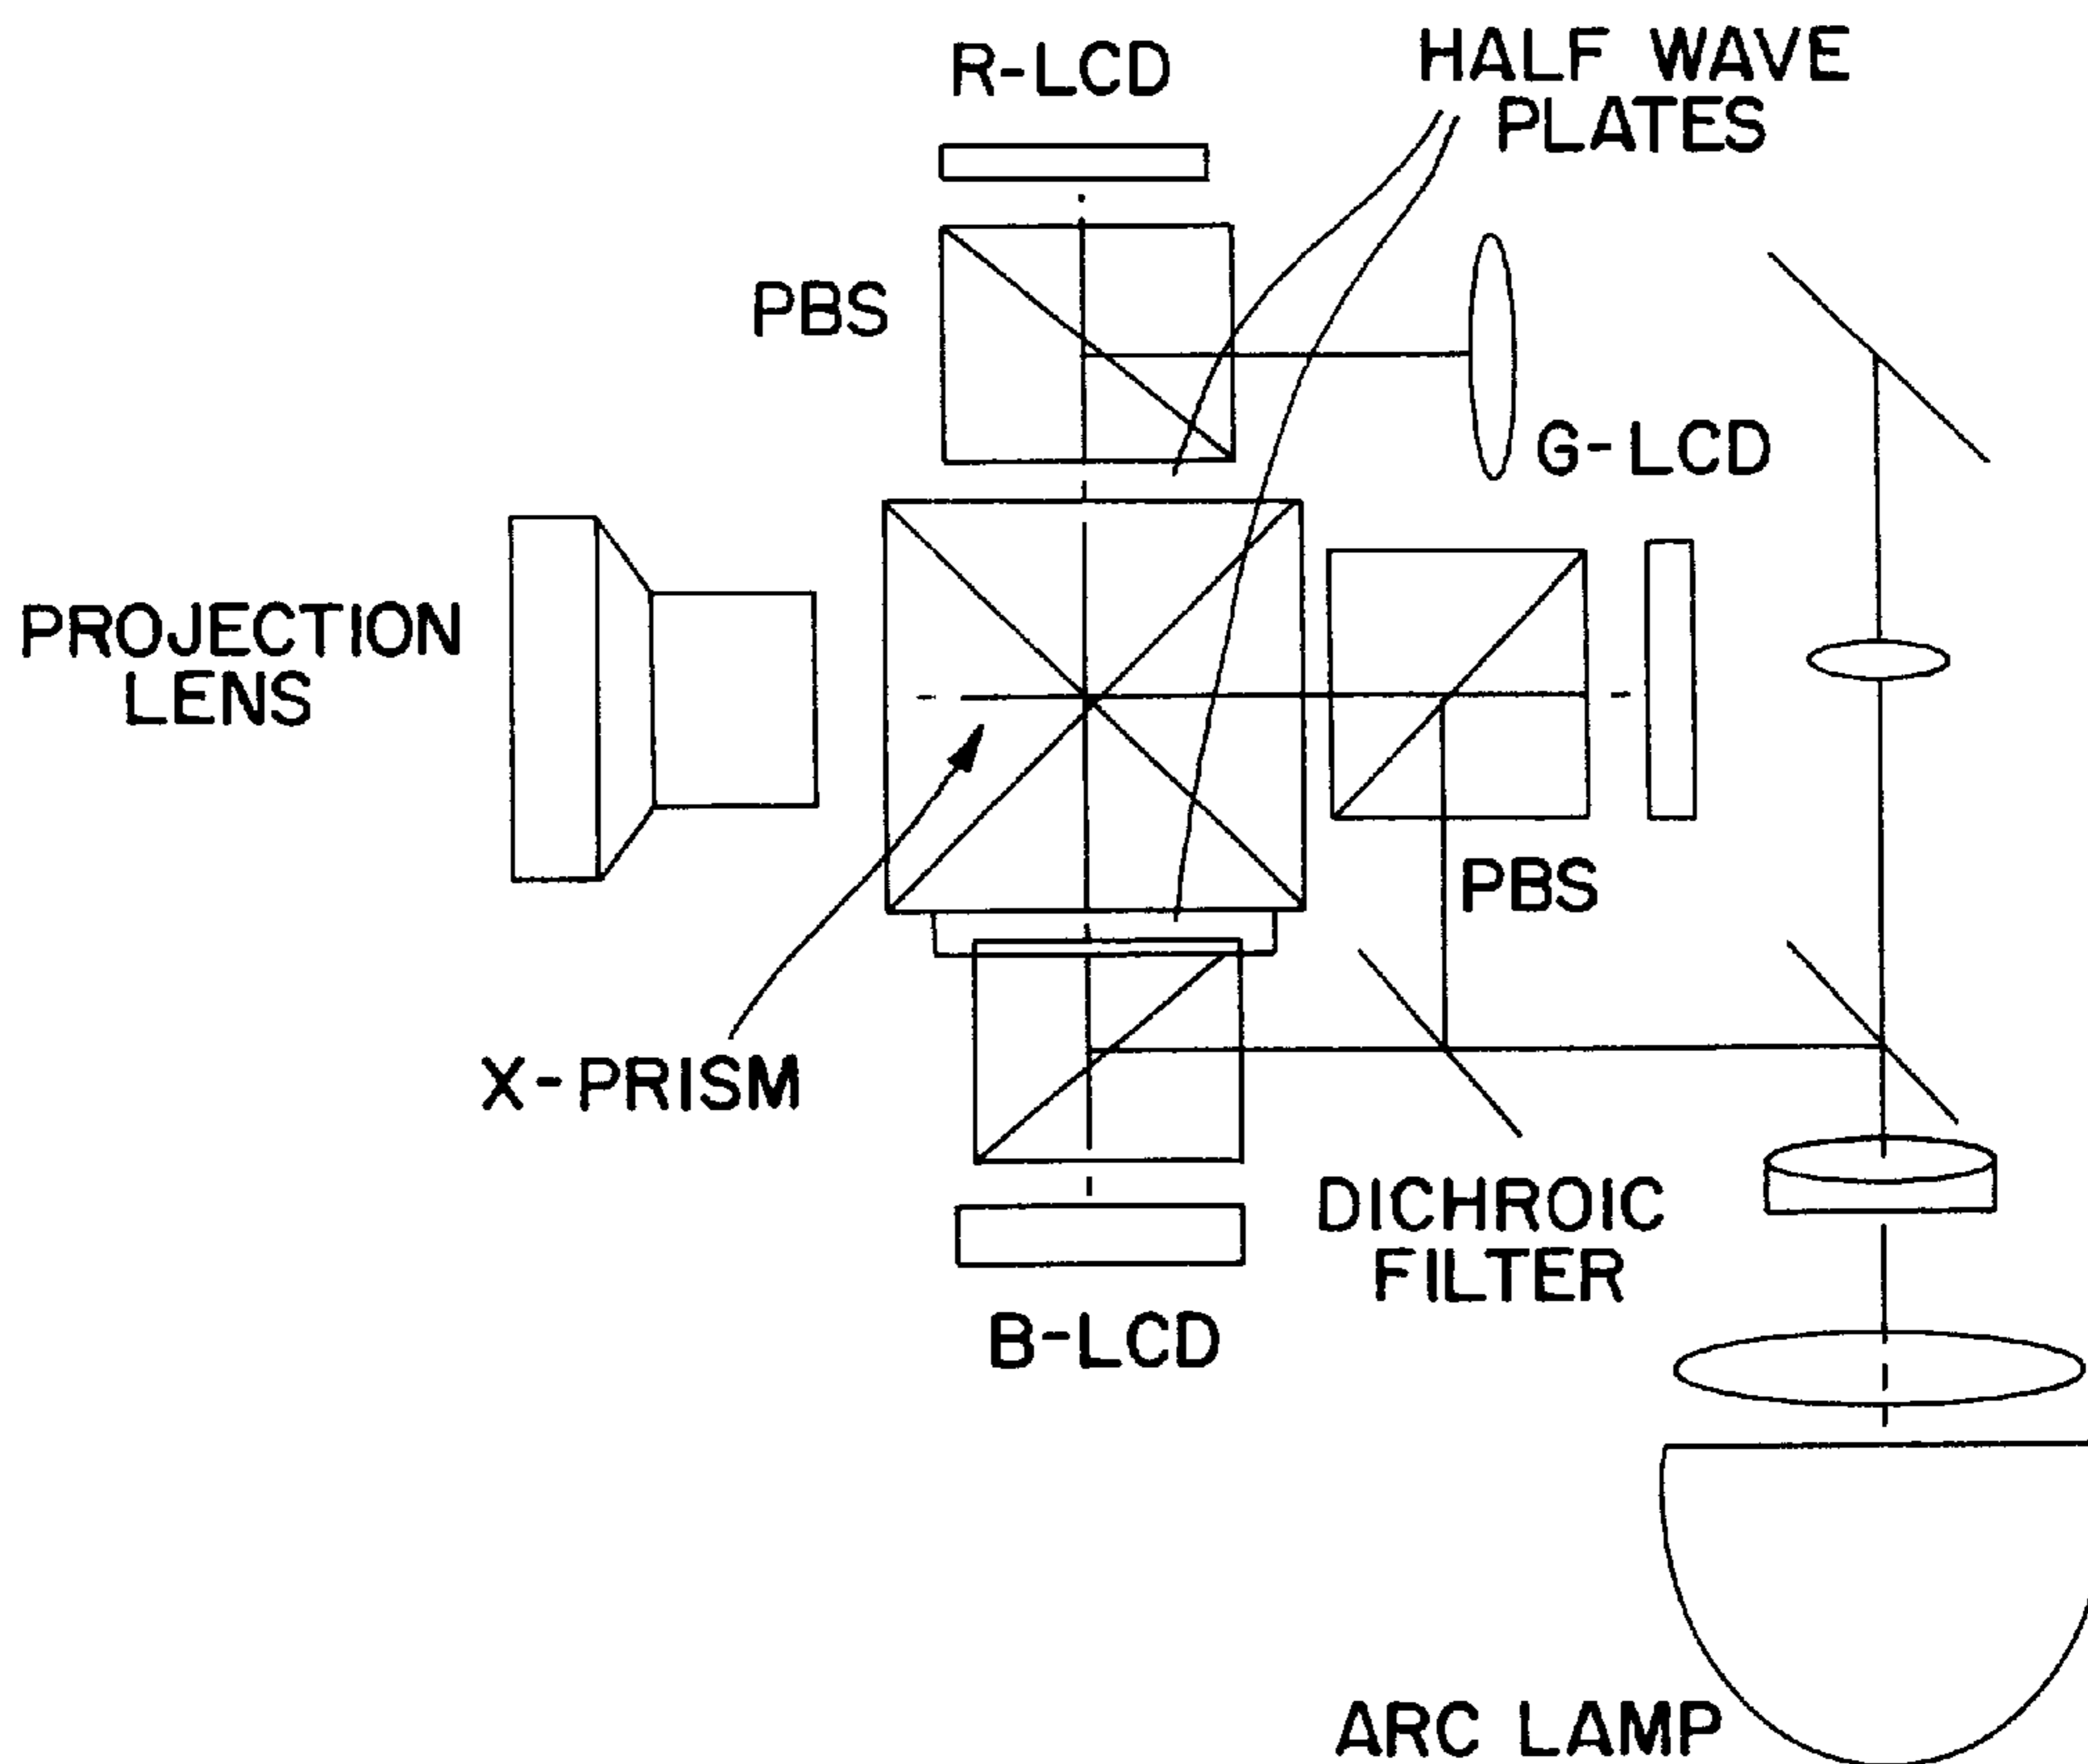 R-LCD
HALF WAVE
PLATES
PBS
G-LCD
PROJECTION
LENS
PBS
X-PRISM
DICHROIC
FILTER
B-LCD
ARC LAMP